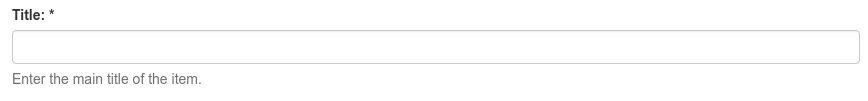 Title: *
Enter the main title of the item.